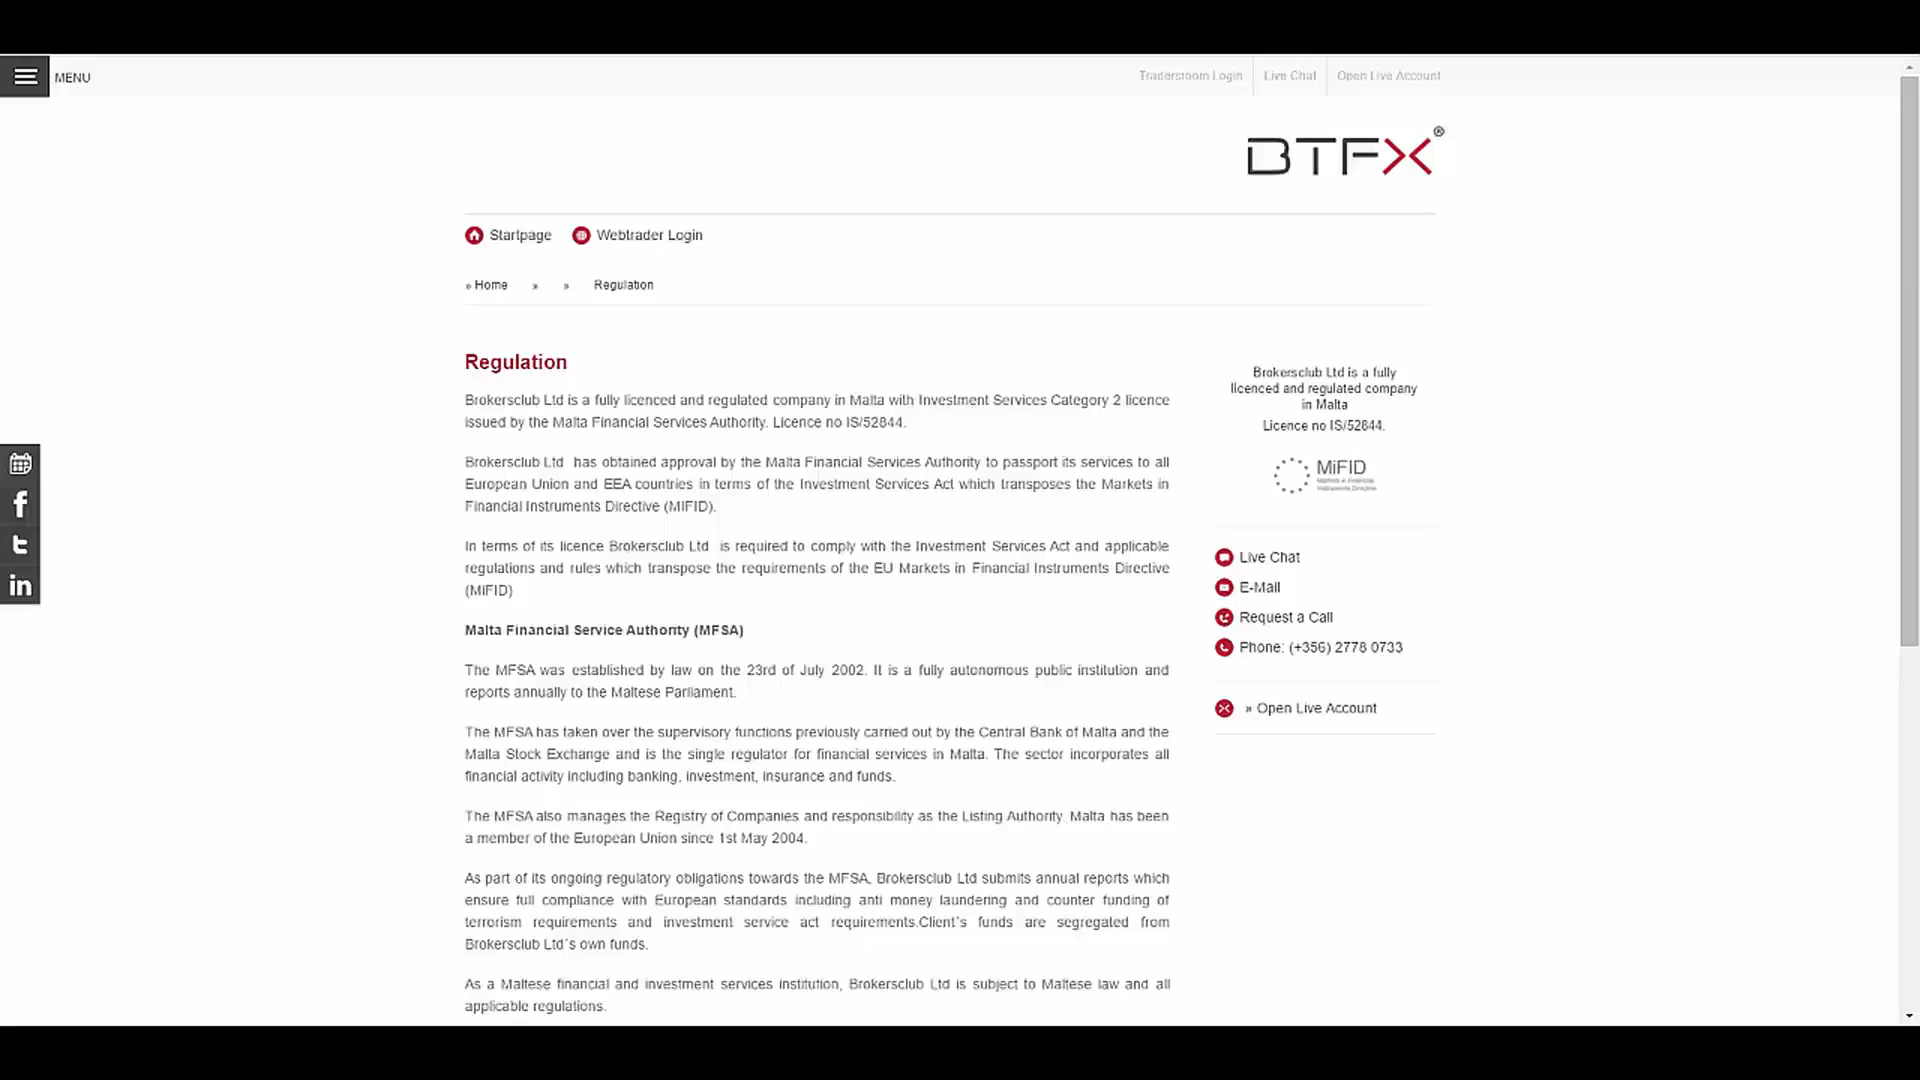 MENU
Tradersroom Login
Live Chat
Open Live Account
BTFX®
Startpage
Webtrader Login
» Home » » Regulation
Regulation
Brokersclub Ltd is a fully licenced and regulated company in Malta with Investment Services Category 2 licence
issued by the Malta Financial Services Authority. Licence no IS/52844.
Brokersclub Ltd has obtained approval by the Malta Financial Services Authority to passport its services to all
European Union and EEA countries in terms of the Investment Services Act which transposes the Markets in
Financial Instruments Directive (MIFID).
In terms of its licence Brokersclub Ltd is required to comply with the Investment Services Act and applicable
regulations and rules which transpose the requirements of the EU Markets in Financial Instruments Directive
(MiFID)
Malta Financial Service Authority (MFSA)
The MFSA was established by law on the 23rd of July 2002. It is a fully autonomous public institution and
reports annually to the Maltese Parliament.
The MFSA has taken over the supervisory functions previously carried out by the Central Bank of Malta and the
Malta Stock Exchange and is the single regulator for financial services in Malta. The sector incorporates all
financial activity including banking, investment, insurance and funds.
The MFSA also manages the Registry of Companies and responsibility as the Listing Authority. Malta has been
a member of the European Union since 1st May 2004.
As part of its ongoing regulatory obligations towards the MFSA, Brokersclub Ltd submits annual reports which
ensure full compliance with European standards including anti money laundering and counter funding of
terrorism requirements and investment service act requirements.Client´s funds are segregated from
Brokersclub Ltd´s own funds.
As a Maltese financial and investment services institution, Brokersclub Ltd is subject to Maltese law and all
applicable regulations.
Brokersclub Ltd is a fully
licenced and regulated company
in Malta
Licence no IS/52844.
MiFID
Markets in Financial
Instruments Directive
Live Chat
E-Mail
Request a Call
Phone: (+356) 2778 0733
» Open Live Account